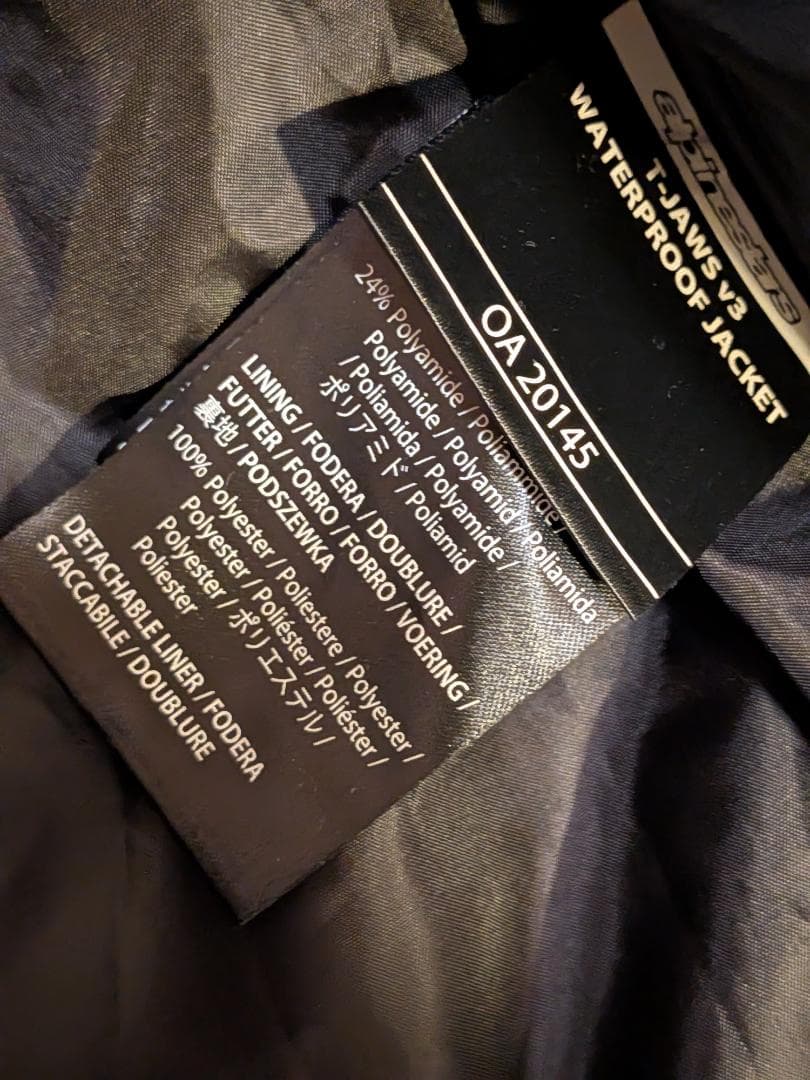 alpinestars
T-JAWS v3
WATERPROOF JACKET
OA 20145
24% Polyamide / Poliammide /
Polyamide / Polyamid / Poliamida
/ Poliamida / Polyamide /
ポリアミド / Poliamid
LINING / FODERA / DOUBLURE /
FUTTER / FORRO / FORRO / VOERING /
裏地 / PODSZEWKA
100% Polyester / Poliestere / Polyester /
Polyester / Poliéster / Poliéster /
Polyester / ポリエステル /
Poliester
DETACHABLE LINER / FODERA
STACCABILE / DOUBLURE